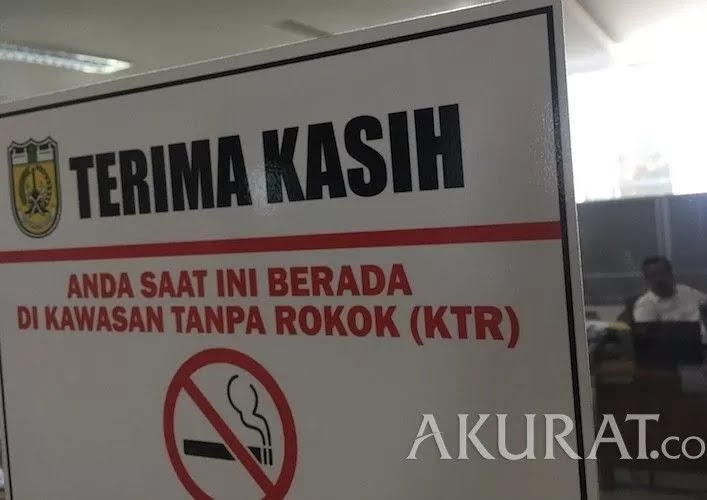 TERIMA KASIH
ANDA SAAT INI BERADA
DI KAWASAN TANPA ROKOK (KTR)
AKURAT.co